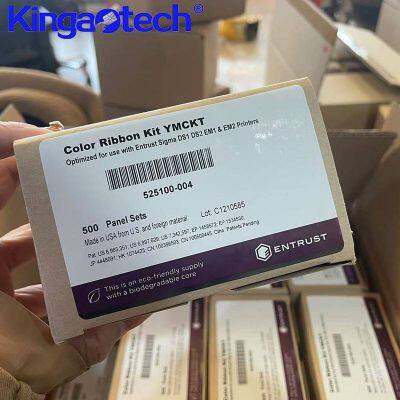 Kingaotech
Color Ribbon Kit YMCKT
Optimized for use with Entrust Sigma DS1 DS2 EM1 & EM2 Printers
525100-004
500 Panel Sets
Made in USA from U.S. and foreign material
Lot: C1210585
ENTRUST
This is an eco-friendly supply
with a biodegradable core